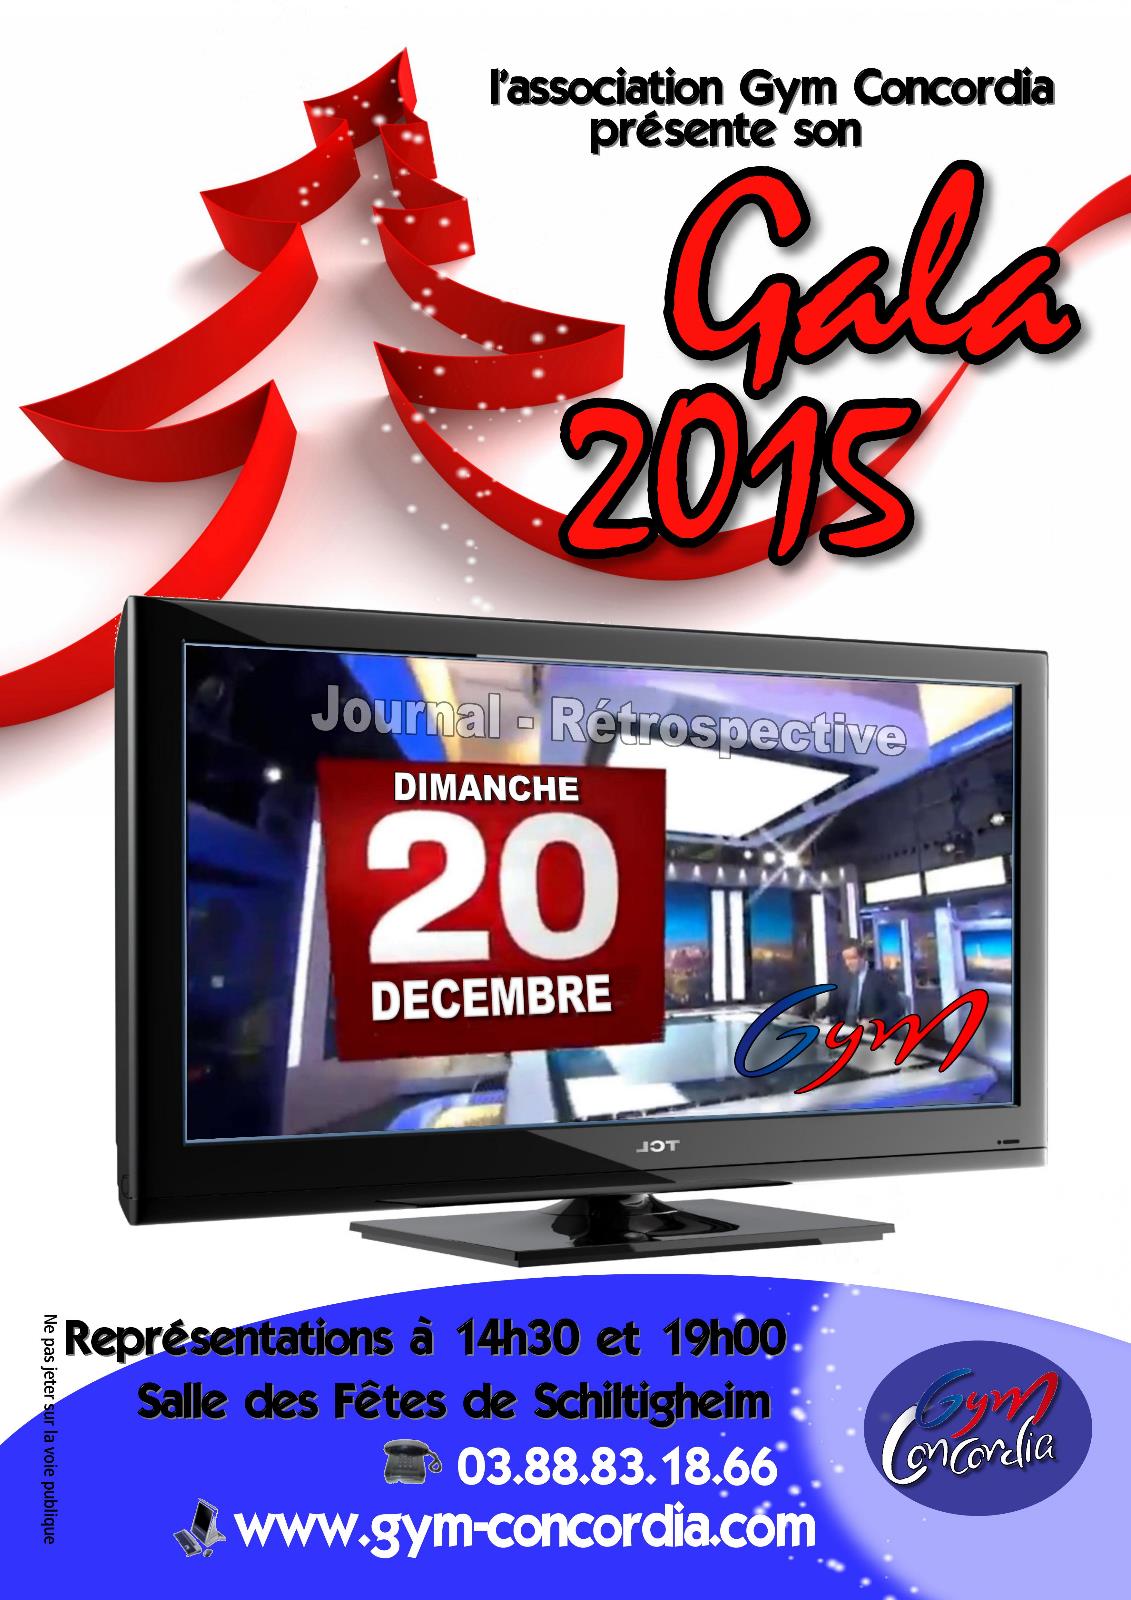 l'association Gym Concordia
présente son
Gala
2015
Journal - Rétrospective
DIMANCHE
20
DECEMBRE
Gym
TCL
Représentations à 14h30 et 19h00
Salle des Fêtes de Schiltigheim
03.88.83.18.66
www.gym-concordia.com
Gym
Concordia
Ne pas jeter sur la voie publique